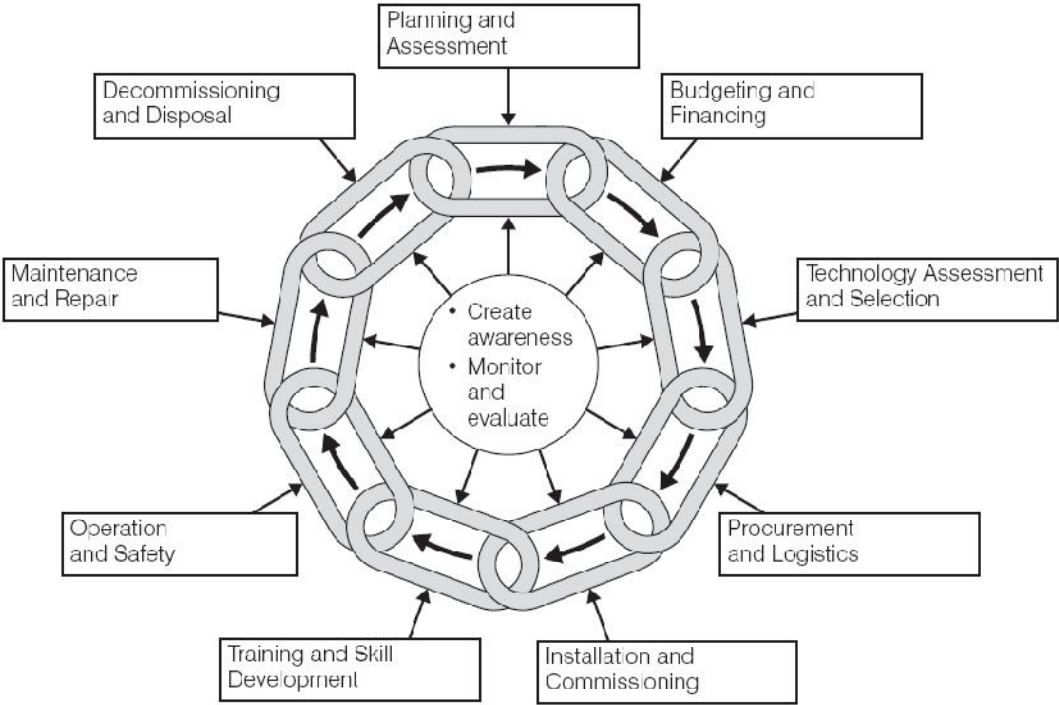 Planning and
Assessment
Budgeting and
Financing
Technology Assessment
and Selection
Procurement
and Logistics
Installation and
Commissioning
Training and Skill
Development
Operation
and Safety
Maintenance
and Repair
Decommissioning
and Disposal
• Create
awareness
• Monitor
and
evaluate